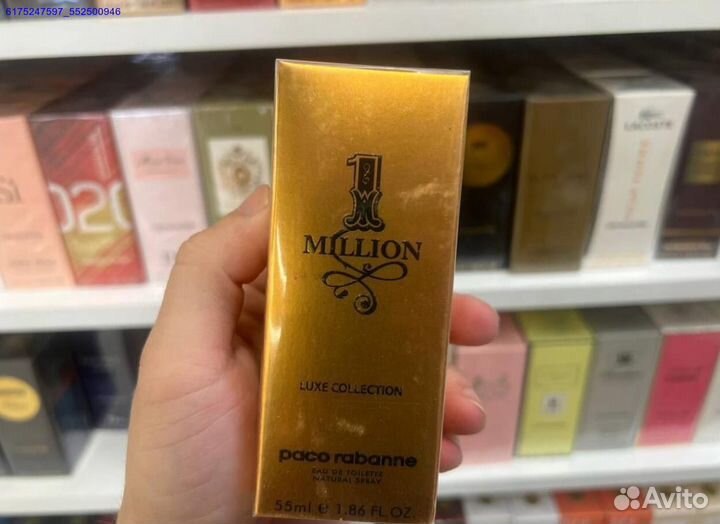 6175247597_552500946
020
LACOSTE
1
MILLION
LUXE COLLECTION
paco rabanne
EAU DE TOILETTE
NATURAL SPRAY
55ml e 1.86 FL OZ.
Avito